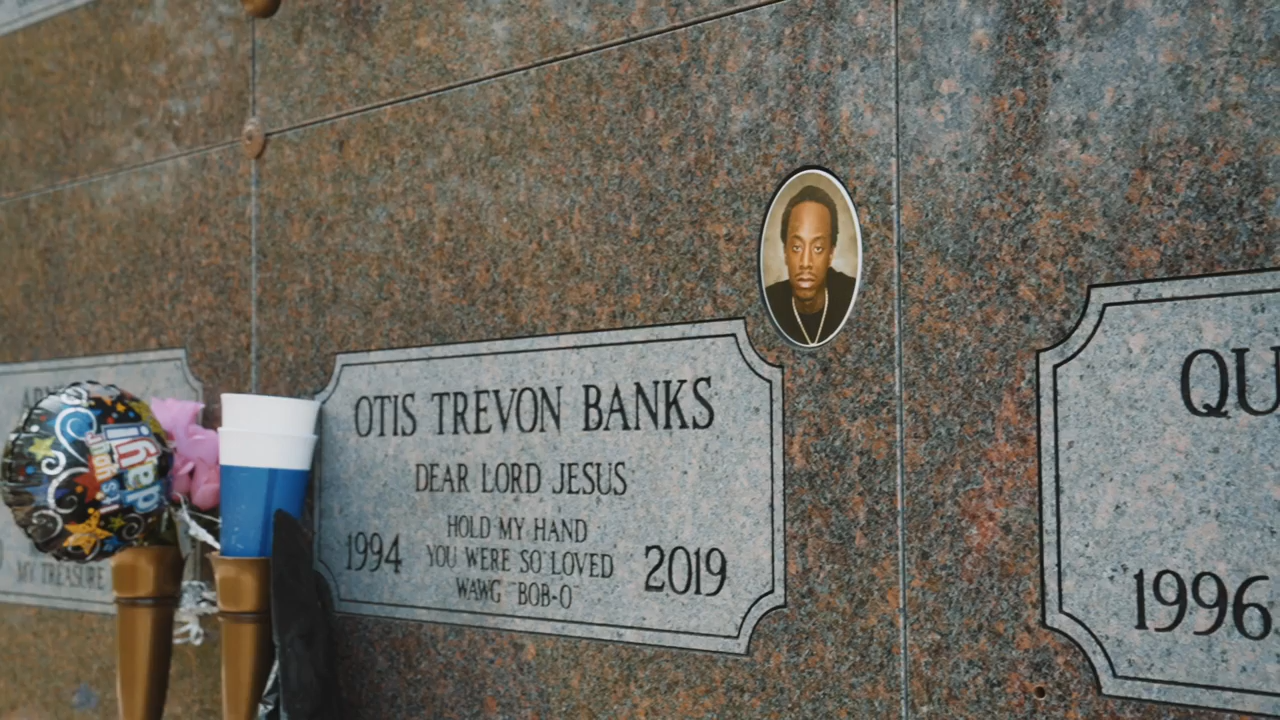 OTIS TREVON BANKS
DEAR LORD JESUS
HOLD MY HAND
1994 YOU WERE SO LOVED 2019
WAWG "BOB-O"
MY TREASURE
QU
1996